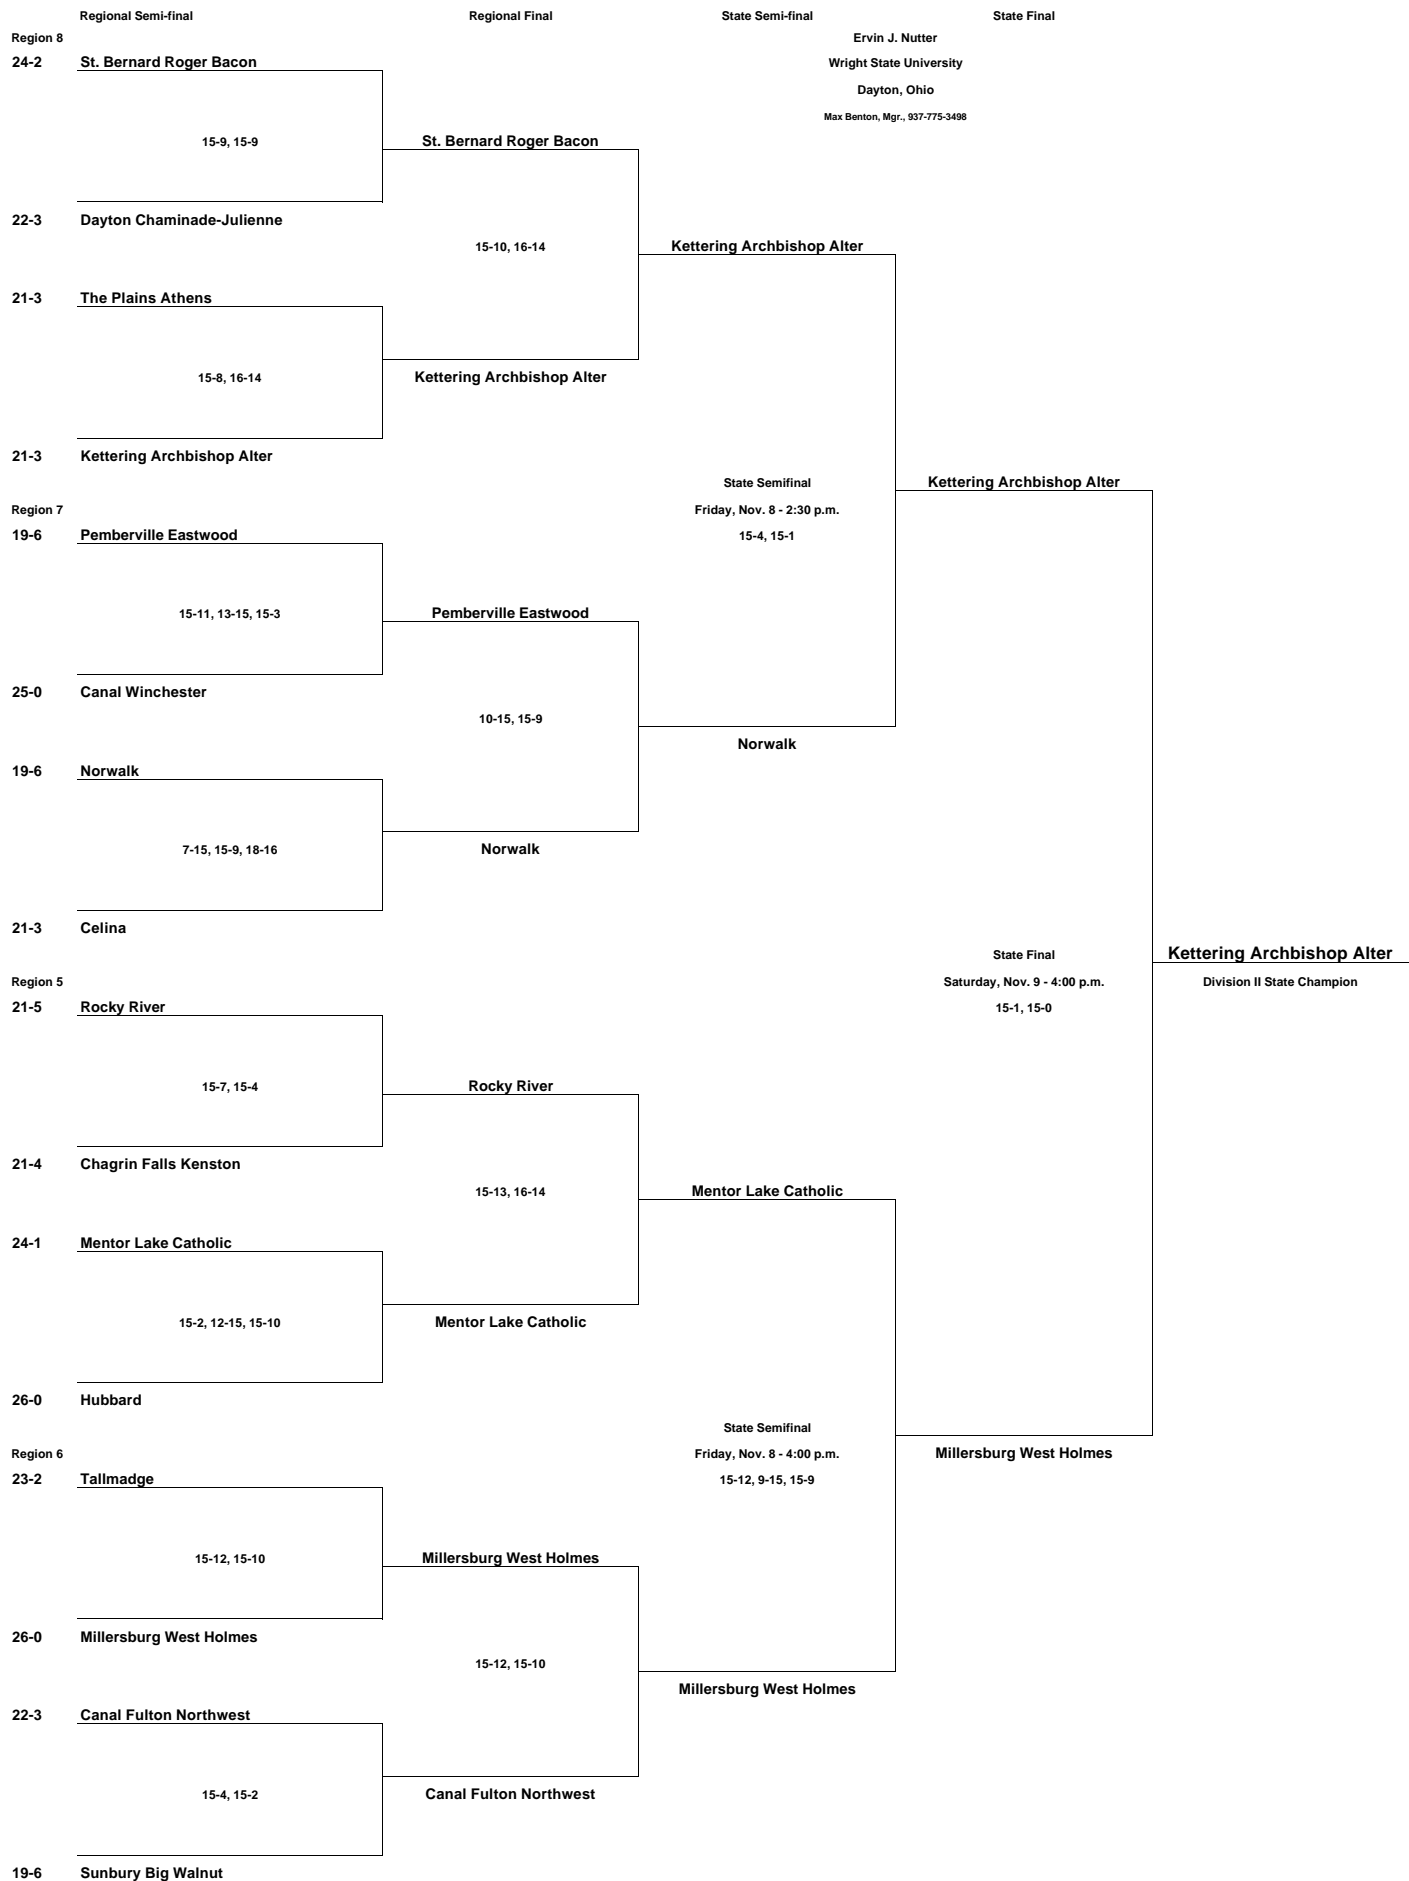 Regional Semi-final Regional Final State Semi-final State Final
Region 8 Ervin J. Nutter
24-2 St. Bernard Roger Bacon Wright State University
Dayton, Ohio
Max Benton, Mgr., 937-775-3498
15-9, 15-9 St. Bernard Roger Bacon
22-3 Dayton Chaminade-Julienne
15-10, 16-14 Kettering Archbishop Alter
21-3 The Plains Athens
15-8, 16-14 Kettering Archbishop Alter
21-3 Kettering Archbishop Alter
State Semifinal Kettering Archbishop Alter
Region 7 Friday, Nov. 8 - 2:30 p.m.
19-6 Pemberville Eastwood 15-4, 15-1
15-11, 13-15, 15-3 Pemberville Eastwood
25-0 Canal Winchester
10-15, 15-9
Norwalk
19-6 Norwalk
7-15, 15-9, 18-16 Norwalk
21-3 Celina
State Final Kettering Archbishop Alter
Region 5 Saturday, Nov. 9 - 4:00 p.m. Division II State Champion
21-5 Rocky River 15-1, 15-0
15-7, 15-4 Rocky River
21-4 Chagrin Falls Kenston
15-13, 16-14 Mentor Lake Catholic
24-1 Mentor Lake Catholic
15-2, 12-15, 15-10 Mentor Lake Catholic
26-0 Hubbard
State Semifinal
Region 6 Friday, Nov. 8 - 4:00 p.m. Millersburg West Holmes
23-2 Tallmadge 15-12, 9-15, 15-9
15-12, 15-10 Millersburg West Holmes
26-0 Millersburg West Holmes
15-12, 15-10
Millersburg West Holmes
22-3 Canal Fulton Northwest
15-4, 15-2 Canal Fulton Northwest
19-6 Sunbury Big Walnut